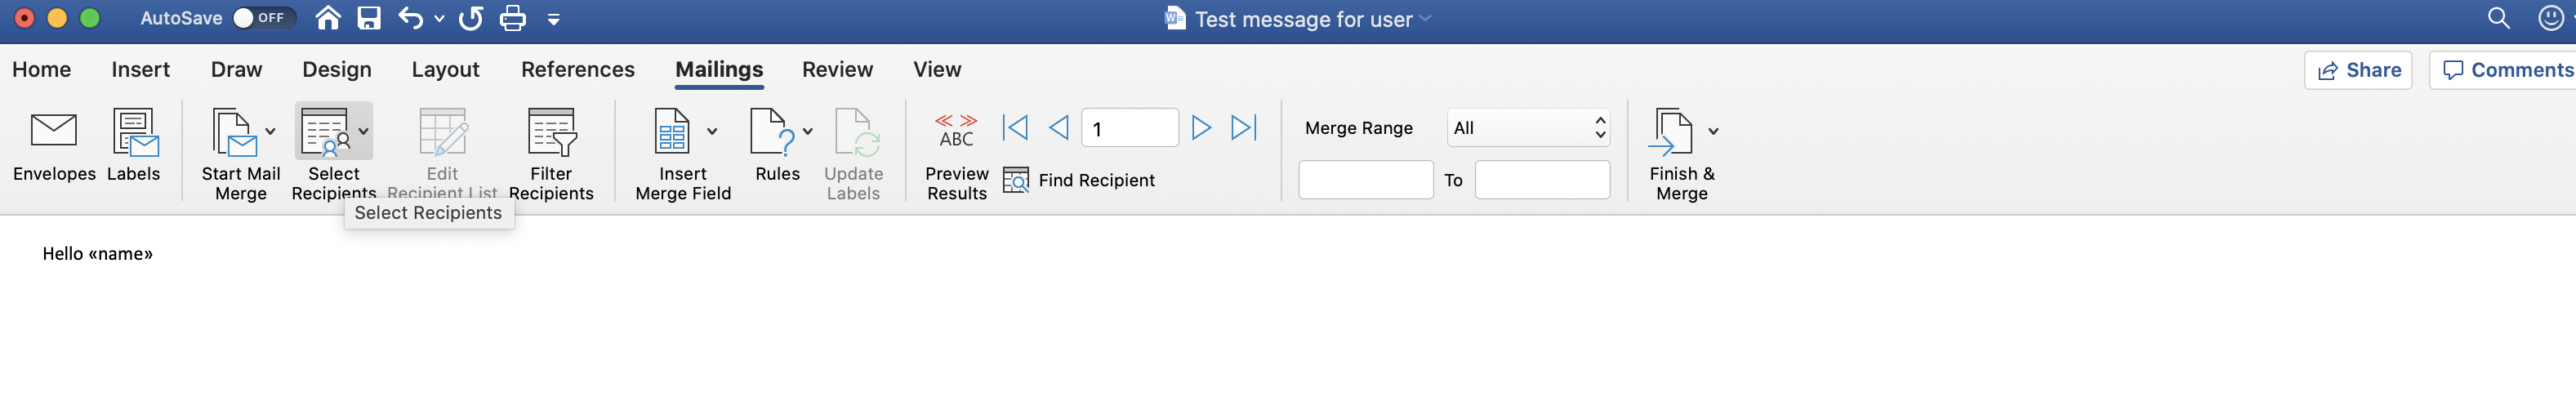 AutoSave OFF Test message for user
Home Insert Draw Design Layout References Mailings Review View Share Comments
ABC 1 Merge Range All
Envelopes Labels Start Mail Merge Select Recipients Edit Recipient List Filter Recipients Insert Merge Field Rules Update Labels Preview Results Find Recipient To Finish & Merge
Select Recipients
Hello «name»